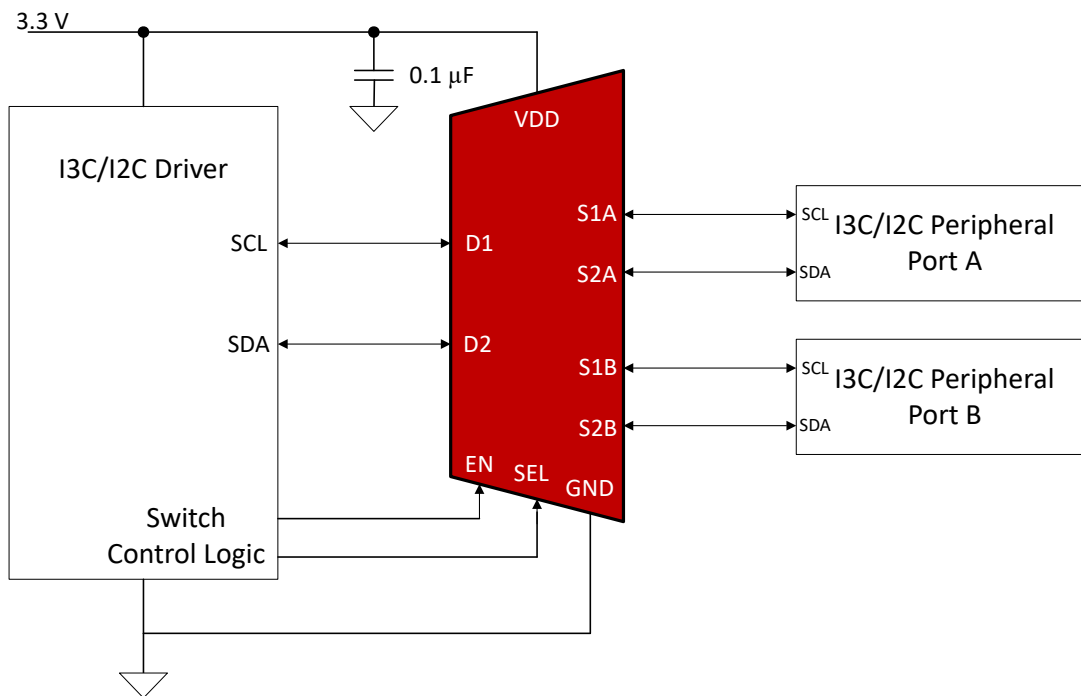 3.3 V
0.1 μF
VDD
I3C/I2C Driver
SCL
SDA
Switch
Control Logic
D1
D2
S1A
S2A
S1B
S2B
EN
SEL
GND
SCL
I3C/I2C Peripheral
Port A
SDA
SCL
I3C/I2C Peripheral
Port B
SDA